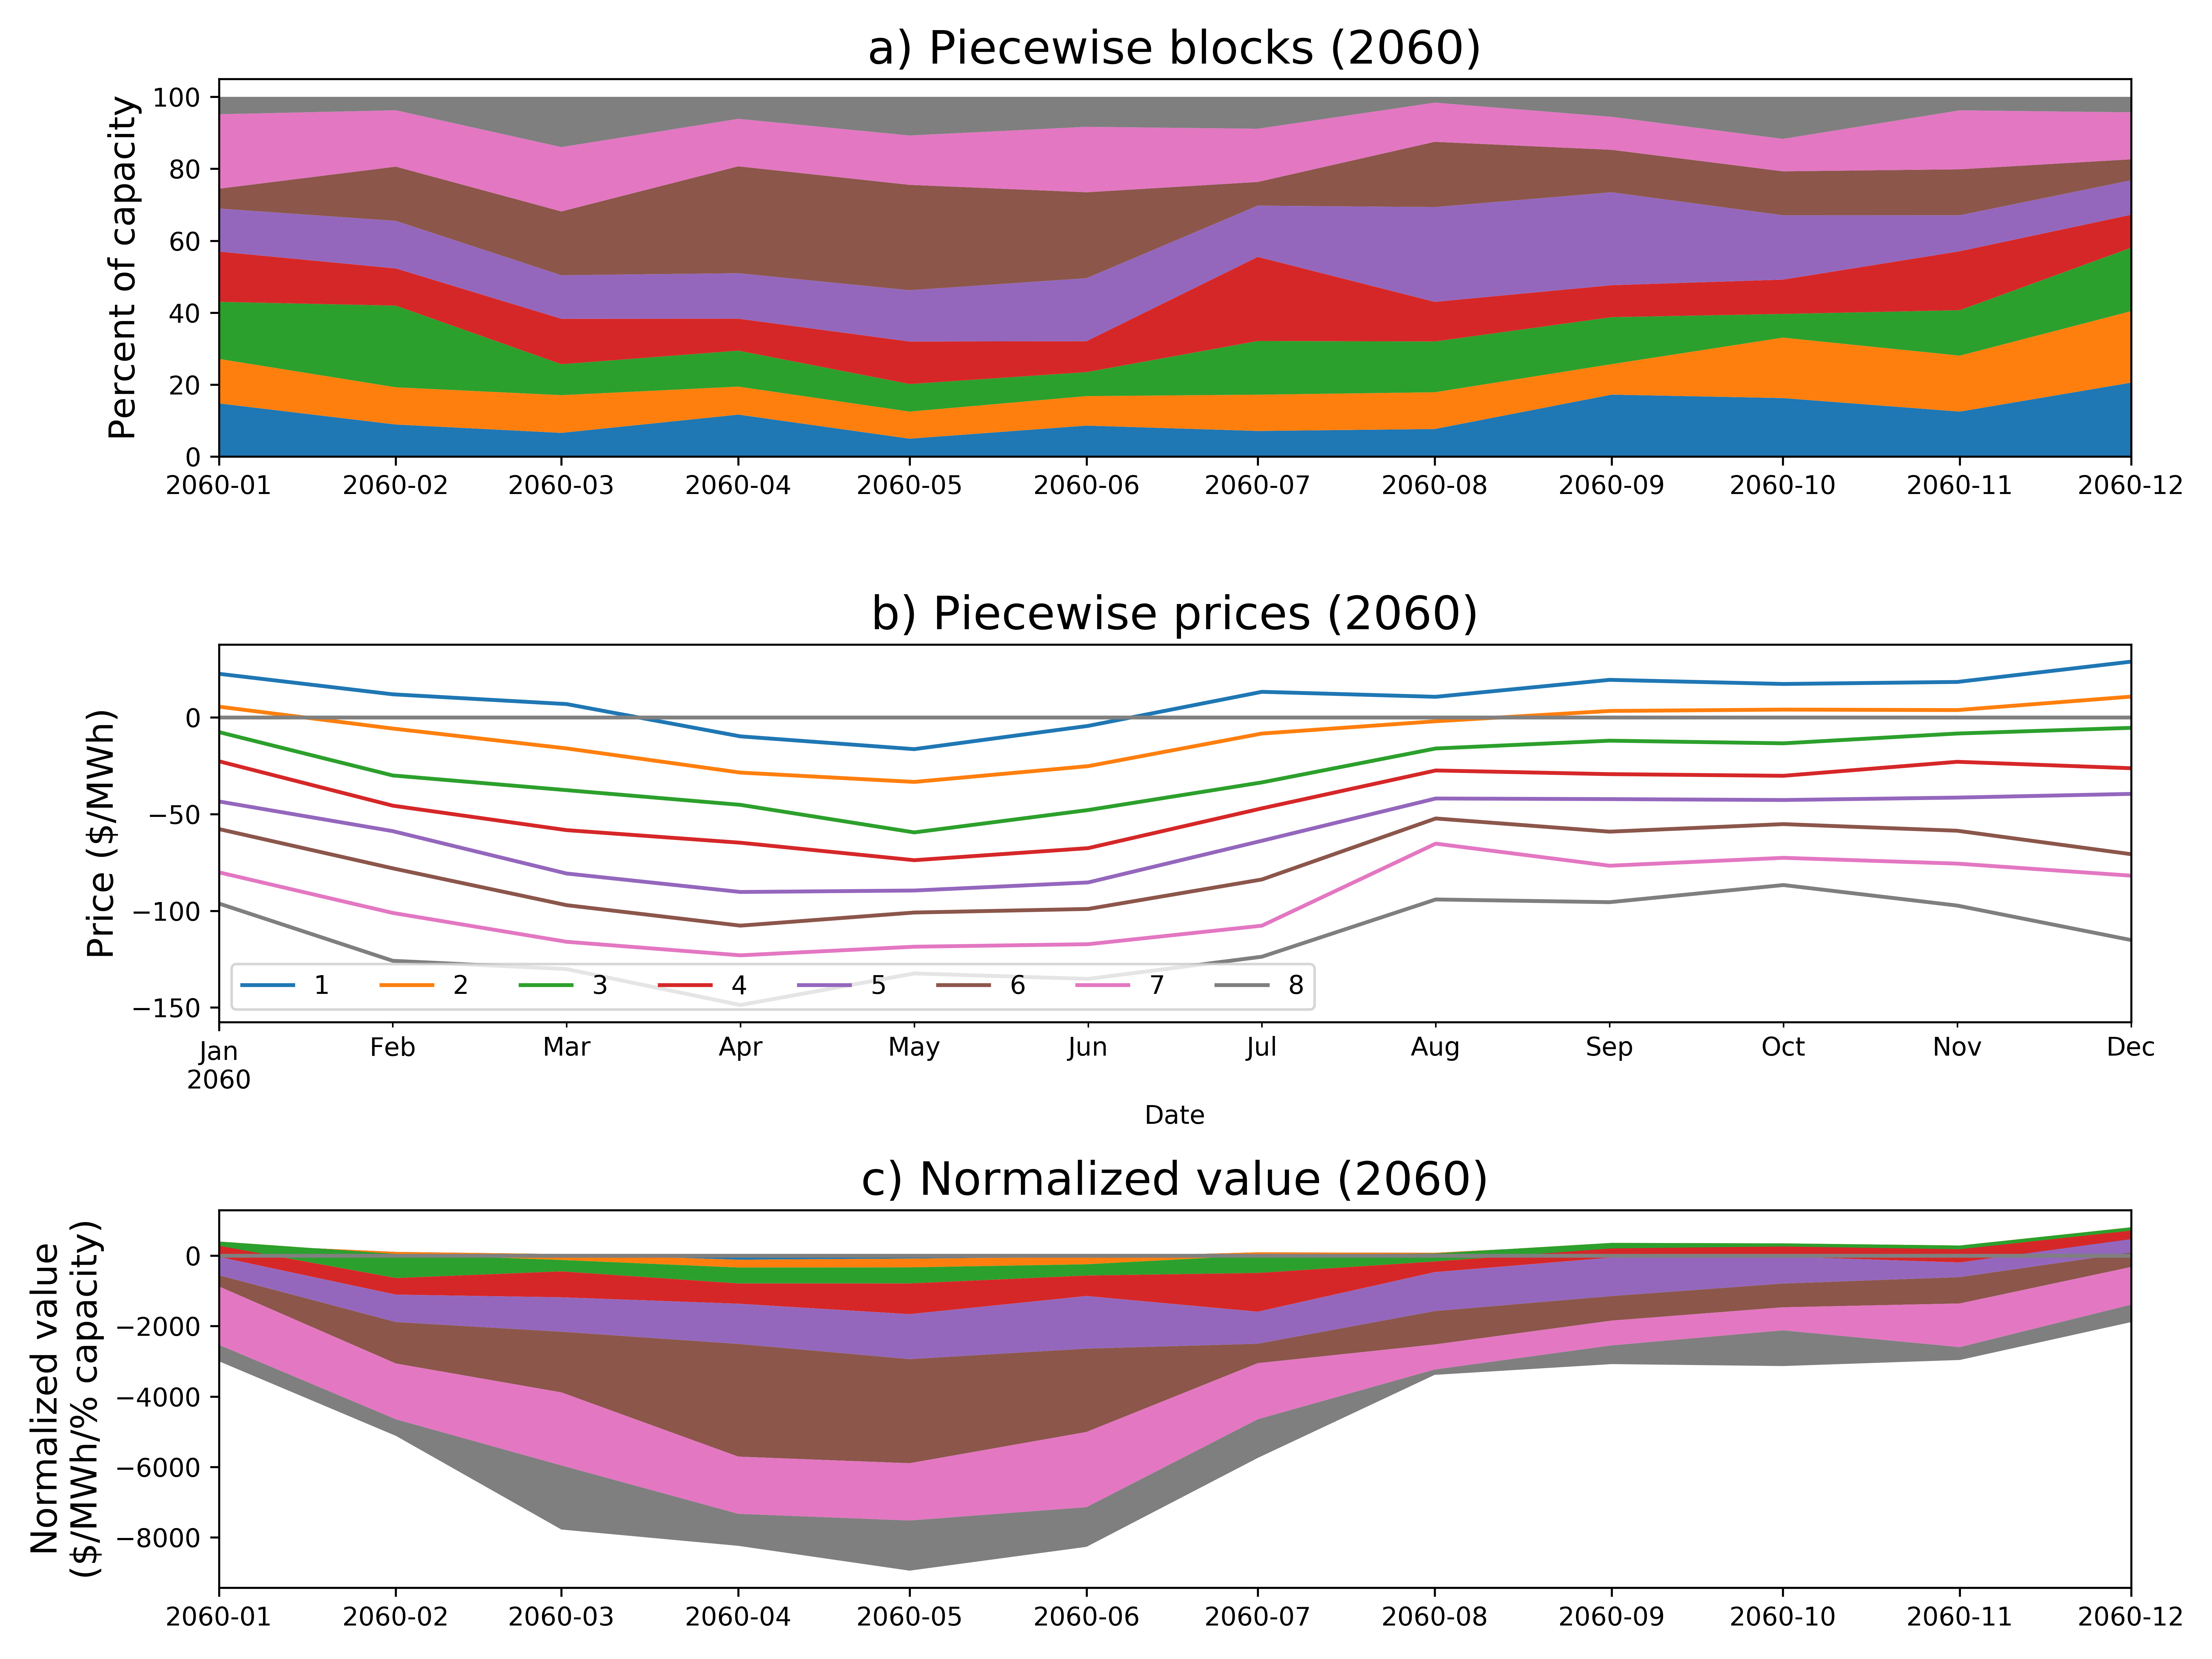 a) Piecewise blocks (2060)
Percent of capacity
100
80
60
40
20
0
2060-01 2060-02 2060-03 2060-04 2060-05 2060-06 2060-07 2060-08 2060-09 2060-10 2060-11 2060-12
b) Piecewise prices (2060)
Price ($/MWh)
0
−50
−100
−150
1 2 3 4 5 6 7 8
Jan Feb Mar Apr May Jun Jul Aug Sep Oct Nov Dec
2060
Date
c) Normalized value (2060)
Normalized value
($/MWh/% capacity)
0
−2000
−4000
−6000
−8000
2060-01 2060-02 2060-03 2060-04 2060-05 2060-06 2060-07 2060-08 2060-09 2060-10 2060-11 2060-12